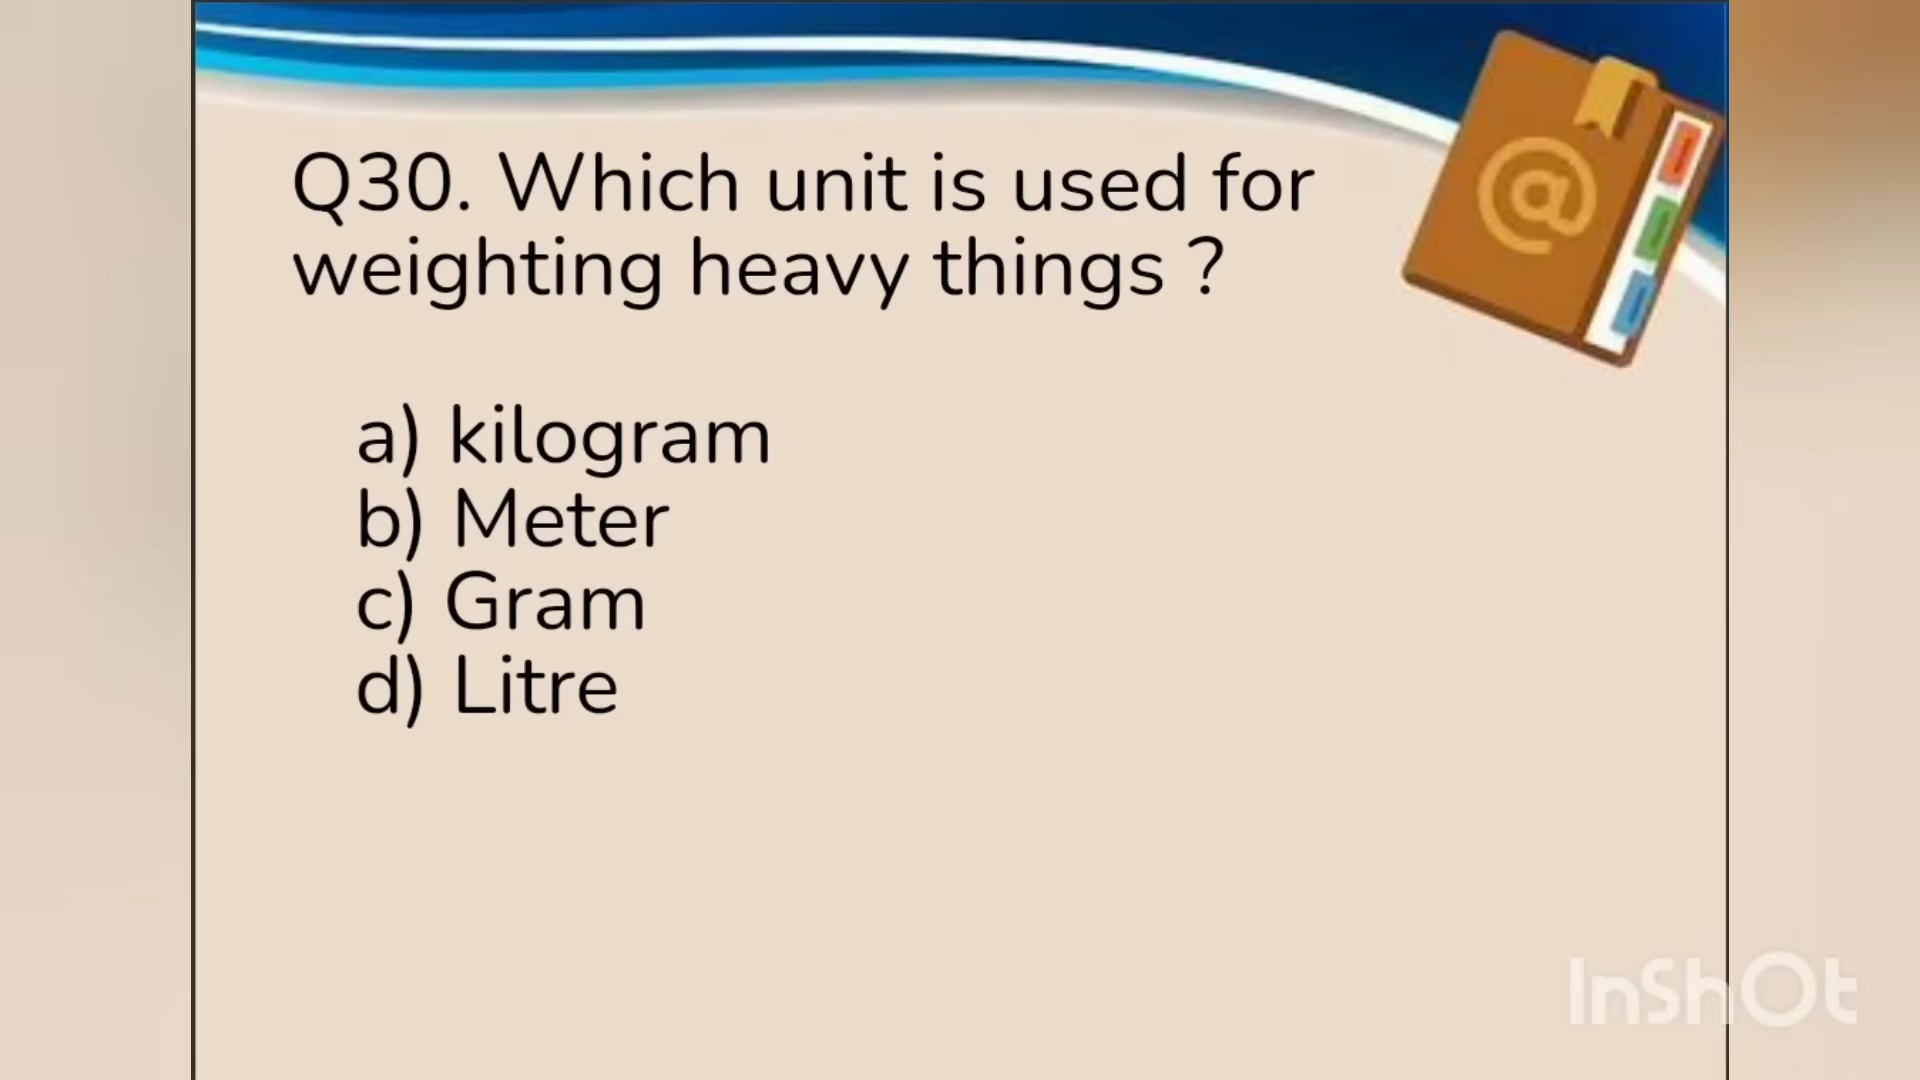 Q30. Which unit is used for
weighting heavy things ?
a) kilogram
b) Meter
c) Gram
d) Litre
@
InShOt